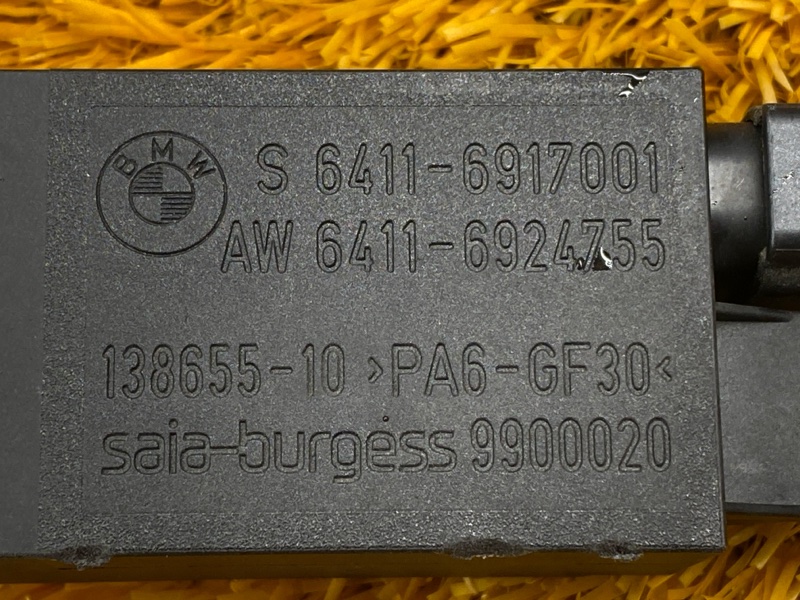 BMW
S 6411-6917001
AW 6411-6924755
138655-10 >PA6-GF30<
saia-burgess 9900020